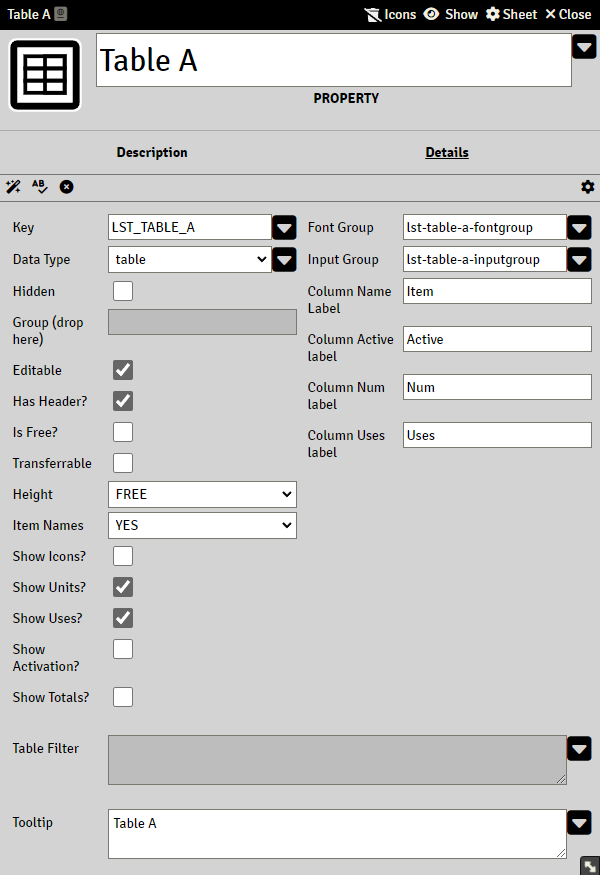 Table A Icons Show Sheet Close
Table A
PROPERTY
Description Details
AB
Key LST_TABLE_A Font Group lst-table-a-fontgroup
Data Type table Input Group lst-table-a-inputgroup
Hidden Column Name Item
Label
Group (drop
here)
Column Active Active
label
Editable
Column Num Num
label
Has Header?
Is Free? Column Uses Uses
label
Transferrable
Height FREE
Item Names YES
Show Icons?
Show Units?
Show Uses?
Show
Activation?
Show Totals?
Table Filter
Tooltip Table A